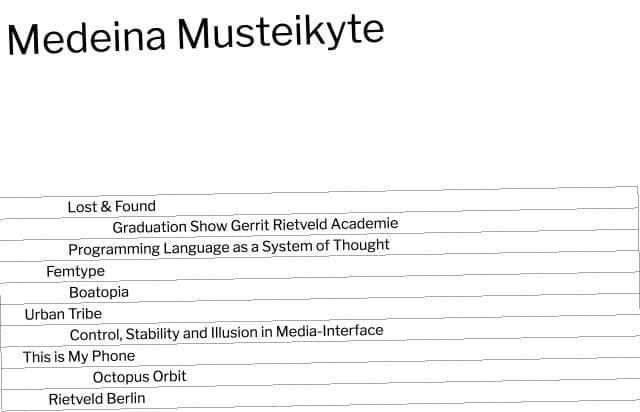 Medeina Musteikyte
Lost & Found
Graduation Show Gerrit Rietveld Academie
Programming Language as a System of Thought
Femtype
Boatopia
Urban Tribe
Control, Stability and Illusion in Media-Interface
This is My Phone
Octopus Orbit
Rietveld Berlin